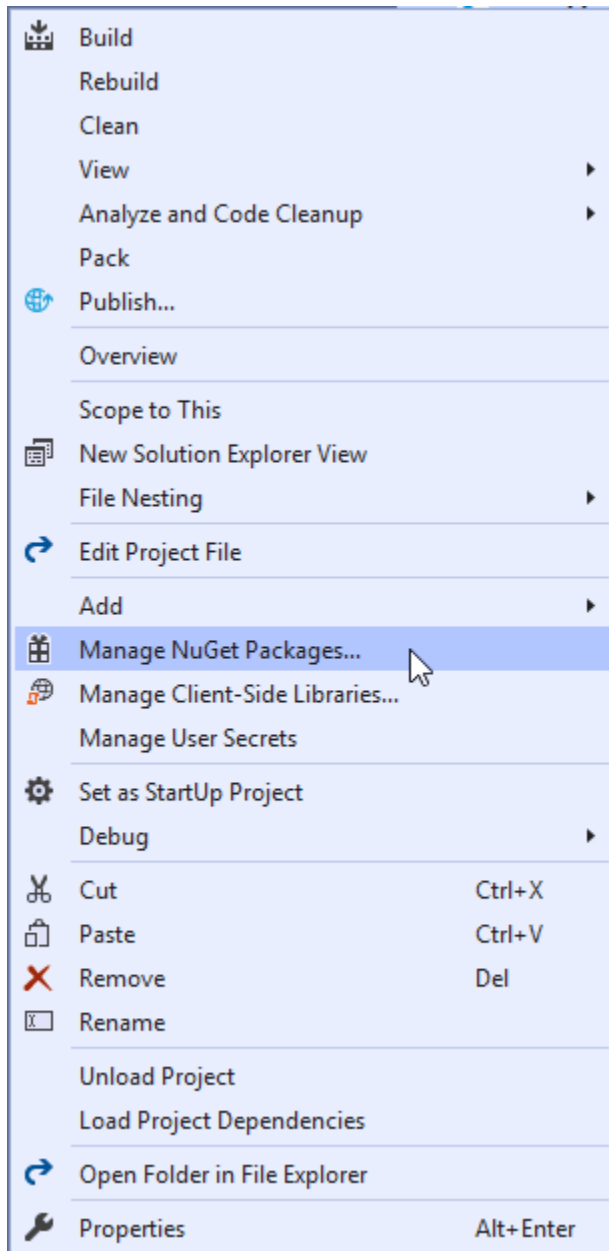 Build
Rebuild
Clean
View
Analyze and Code Cleanup
Pack
Publish...
Overview
Scope to This
New Solution Explorer View
File Nesting
Edit Project File
Add
Manage NuGet Packages...
Manage Client-Side Libraries...
Manage User Secrets
Set as StartUp Project
Debug
Cut Ctrl+X
Paste Ctrl+V
Remove Del
Rename
Unload Project
Load Project Dependencies
Open Folder in File Explorer
Properties Alt+Enter